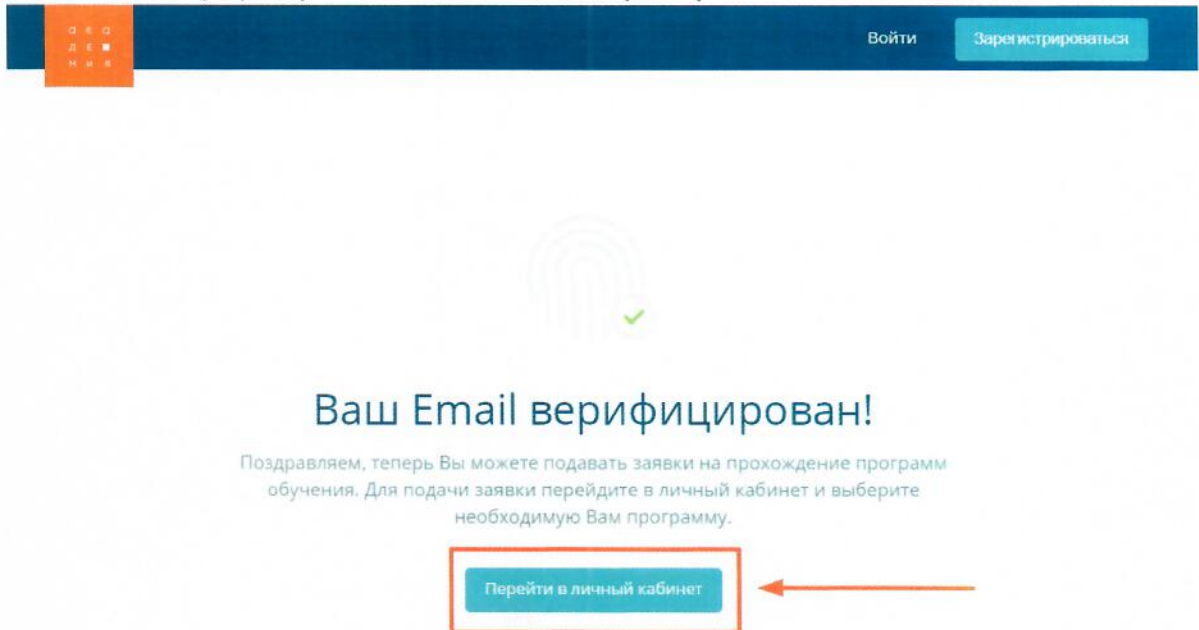 ака
де
мия
Войти
Зарегистрироваться
Ваш Email верифицирован!
Поздравляем, теперь Вы можете подавать заявки на прохождение программ
обучения. Для подачи заявки перейдите в личный кабинет и выберите
необходимую Вам программу.
Перейти в личный кабинет